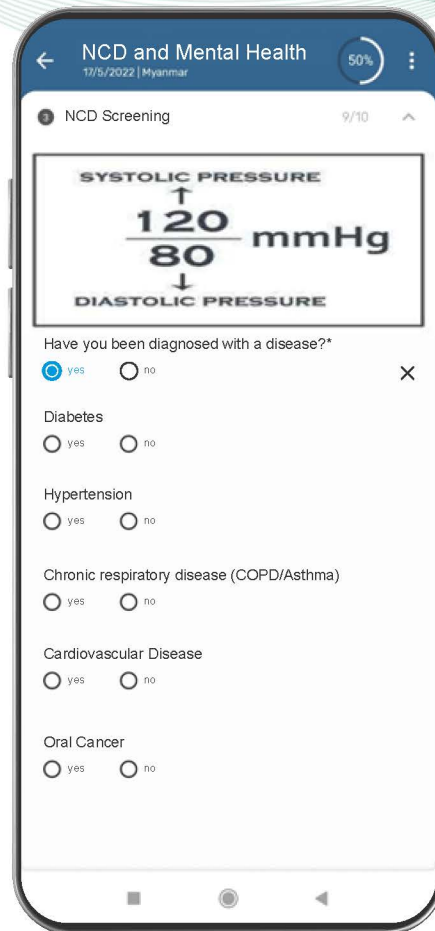 NCD and Mental Health
50%
17/5/2022 | Myanmar
3 NCD Screening 9/10
SYSTOLIC PRESSURE
120
80
mmHg
DIASTOLIC PRESSURE
Have you been diagnosed with a disease?*
yes no
Diabetes
yes no
Hypertension
yes no
Chronic respiratory disease (COPD/Asthma)
yes no
Cardiovascular Disease
yes no
Oral Cancer
yes no